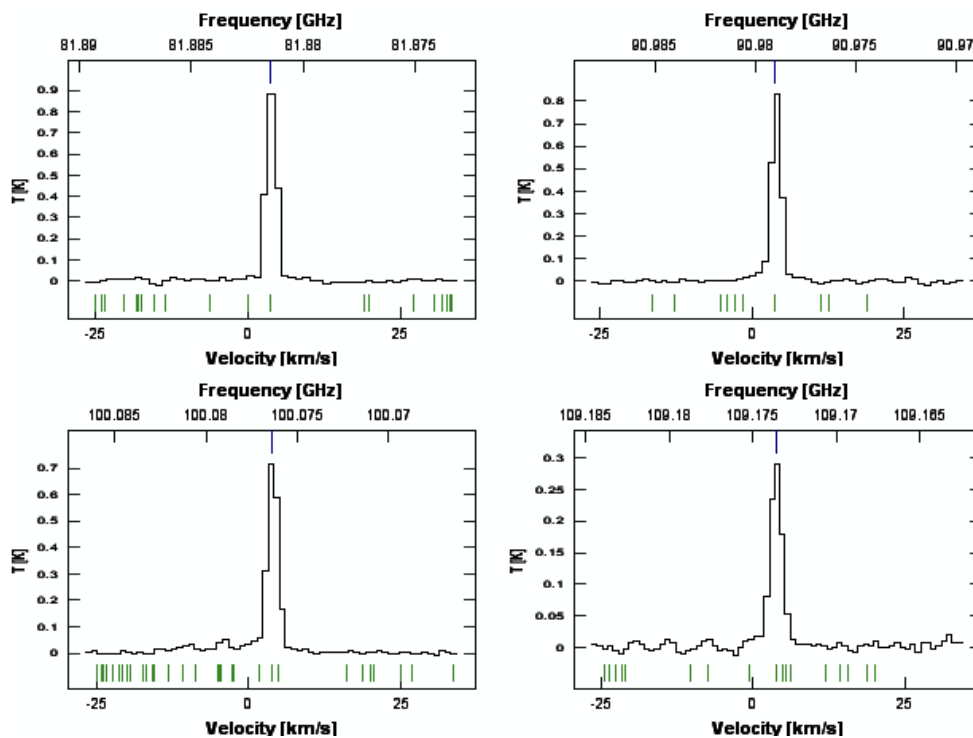 Frequency [GHz]
81.89 81.885 81.88 81.875
0.9
0.8
0.7
0.6
0.5
0.4
0.3
0.2
0.1
0
T [K]
-25 0 25
Velocity [km/s]
Frequency [GHz]
90.985 90.98 90.975 90.97
0.8
0.7
0.6
0.5
0.4
0.3
0.2
0.1
0
T [K]
-25 0 25
Velocity [km/s]
Frequency [GHz]
100.085 100.08 100.075 100.07
0.7
0.6
0.5
0.4
0.3
0.2
0.1
0
T [K]
-25 0 25
Velocity [km/s]
Frequency [GHz]
109.185 109.18 109.175 109.17 109.165
0.3
0.25
0.2
0.15
0.1
0.05
0
T [K]
-25 0 25
Velocity [km/s]